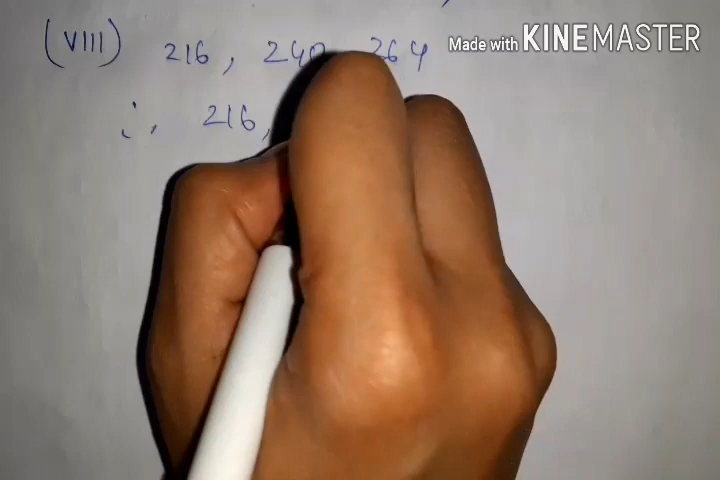 (VIII) 216, 240, 264
Made with KINEMASTER
∴ 216,